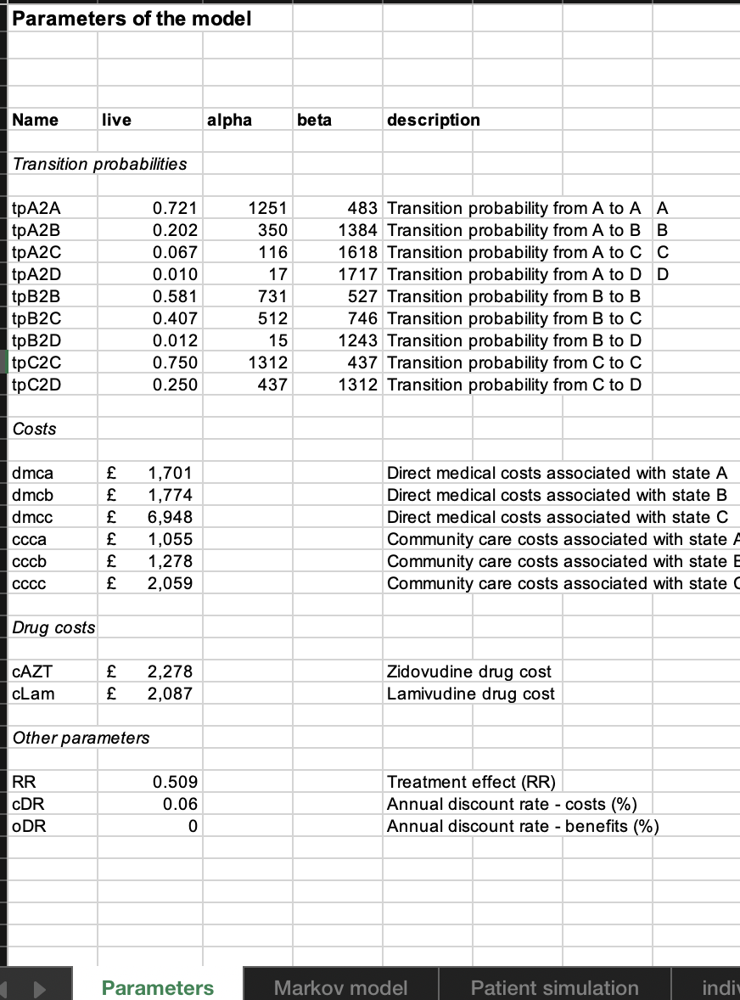 Parameters of the model
Name live alpha beta description
Transition probabilities
tpA2A 0.721 1251 483 Transition probability from A to A A
tpA2B 0.202 350 1384 Transition probability from A to B B
tpA2C 0.067 116 1618 Transition probability from A to C C
tpA2D 0.010 17 1717 Transition probability from A to D D
tpB2B 0.581 731 527 Transition probability from B to B
tpB2C 0.407 512 746 Transition probability from B to C
tpB2D 0.012 15 1243 Transition probability from B to D
tpC2C 0.750 1312 437 Transition probability from C to C
tpC2D 0.250 437 1312 Transition probability from C to D
Costs
dmca £ 1,701 Direct medical costs associated with state A
dmcb £ 1,774 Direct medical costs associated with state B
dmcc £ 6,948 Direct medical costs associated with state C
ccca £ 1,055 Community care costs associated with state A
cccb £ 1,278 Community care costs associated with state B
cccc £ 2,059 Community care costs associated with state C
Drug costs
cAZT £ 2,278 Zidovudine drug cost
cLam £ 2,087 Lamivudine drug cost
Other parameters
RR 0.509 Treatment effect (RR)
cDR 0.06 Annual discount rate - costs (%)
oDR 0 Annual discount rate - benefits (%)
Parameters Markov model Patient simulation